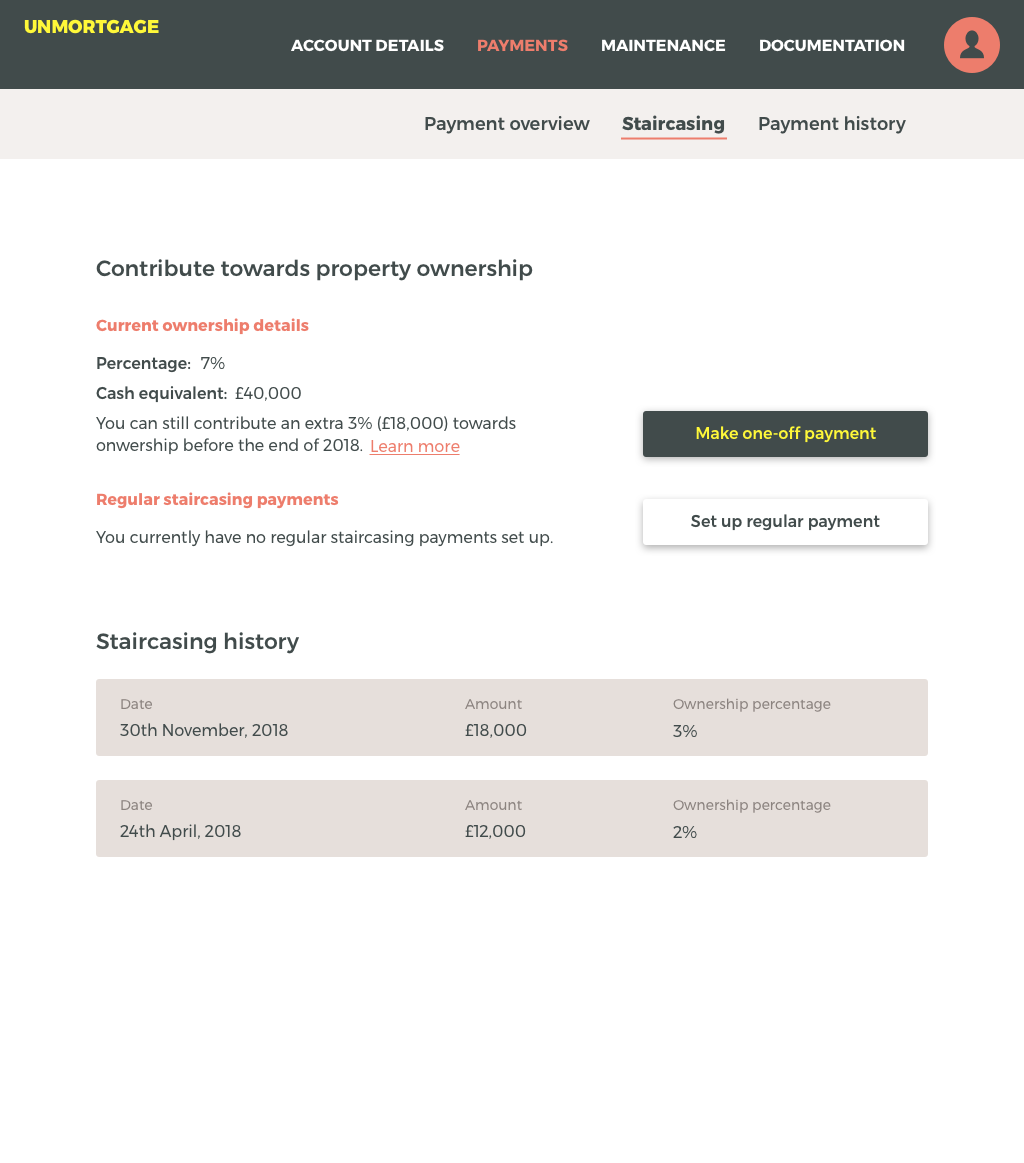 UNMORTGAGE
ACCOUNT DETAILS PAYMENTS MAINTENANCE DOCUMENTATION
Payment overview Staircasing Payment history
Contribute towards property ownership
Current ownership details
Percentage: 7%
Cash equivalent: £40,000
You can still contribute an extra 3% (£18,000) towards
onwership before the end of 2018. Learn more
Make one-off payment
Regular staircasing payments
You currently have no regular staircasing payments set up.
Set up regular payment
Staircasing history
Date Amount Ownership percentage
30th November, 2018 £18,000 3%
Date Amount Ownership percentage
24th April, 2018 £12,000 2%